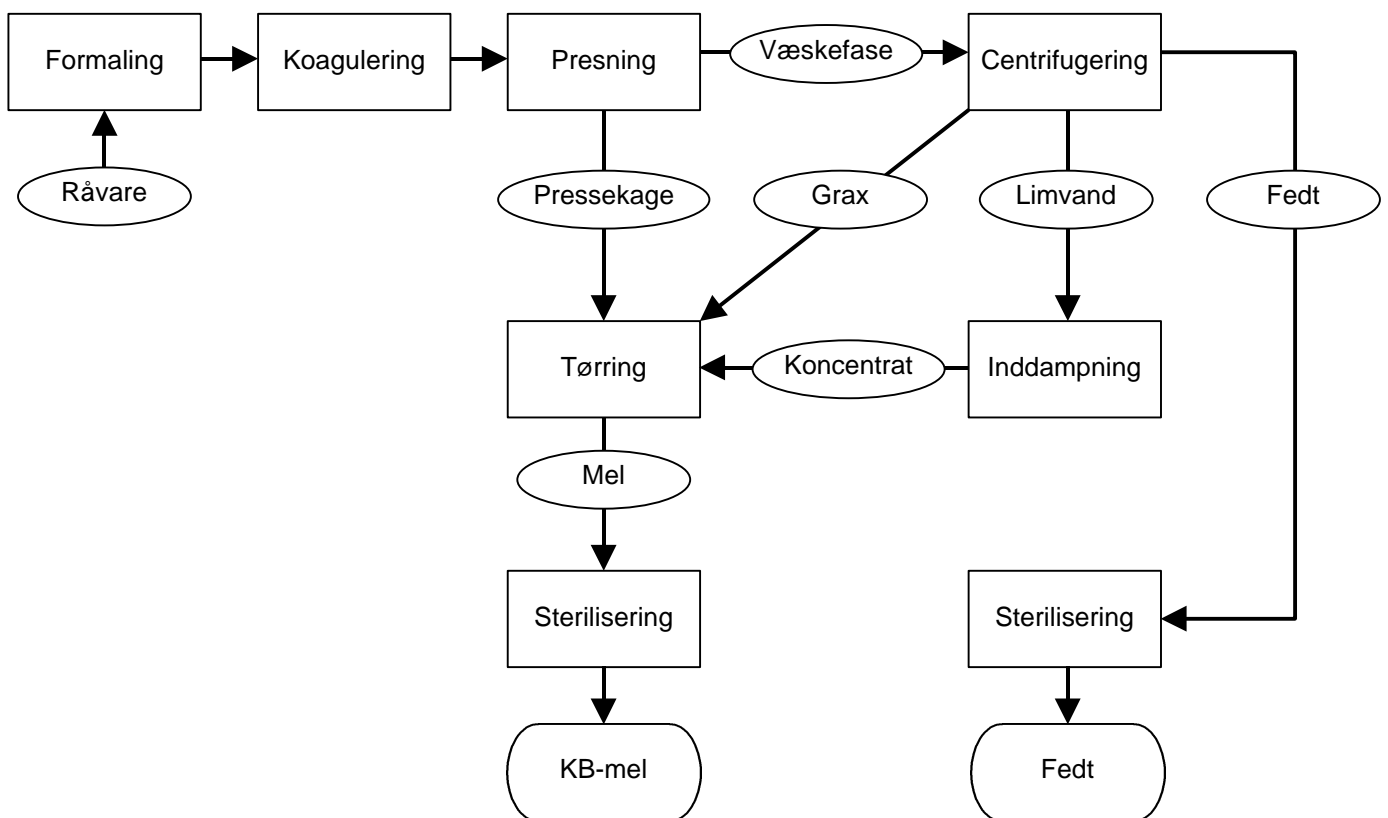 Formaling
Koagulering
Presning
Væskefase
Centrifugering
Råvare
Pressekage
Grax
Limvand
Fedt
Tørring
Koncentrat
Inddampning
Mel
Sterilisering
Sterilisering
KB-mel
Fedt